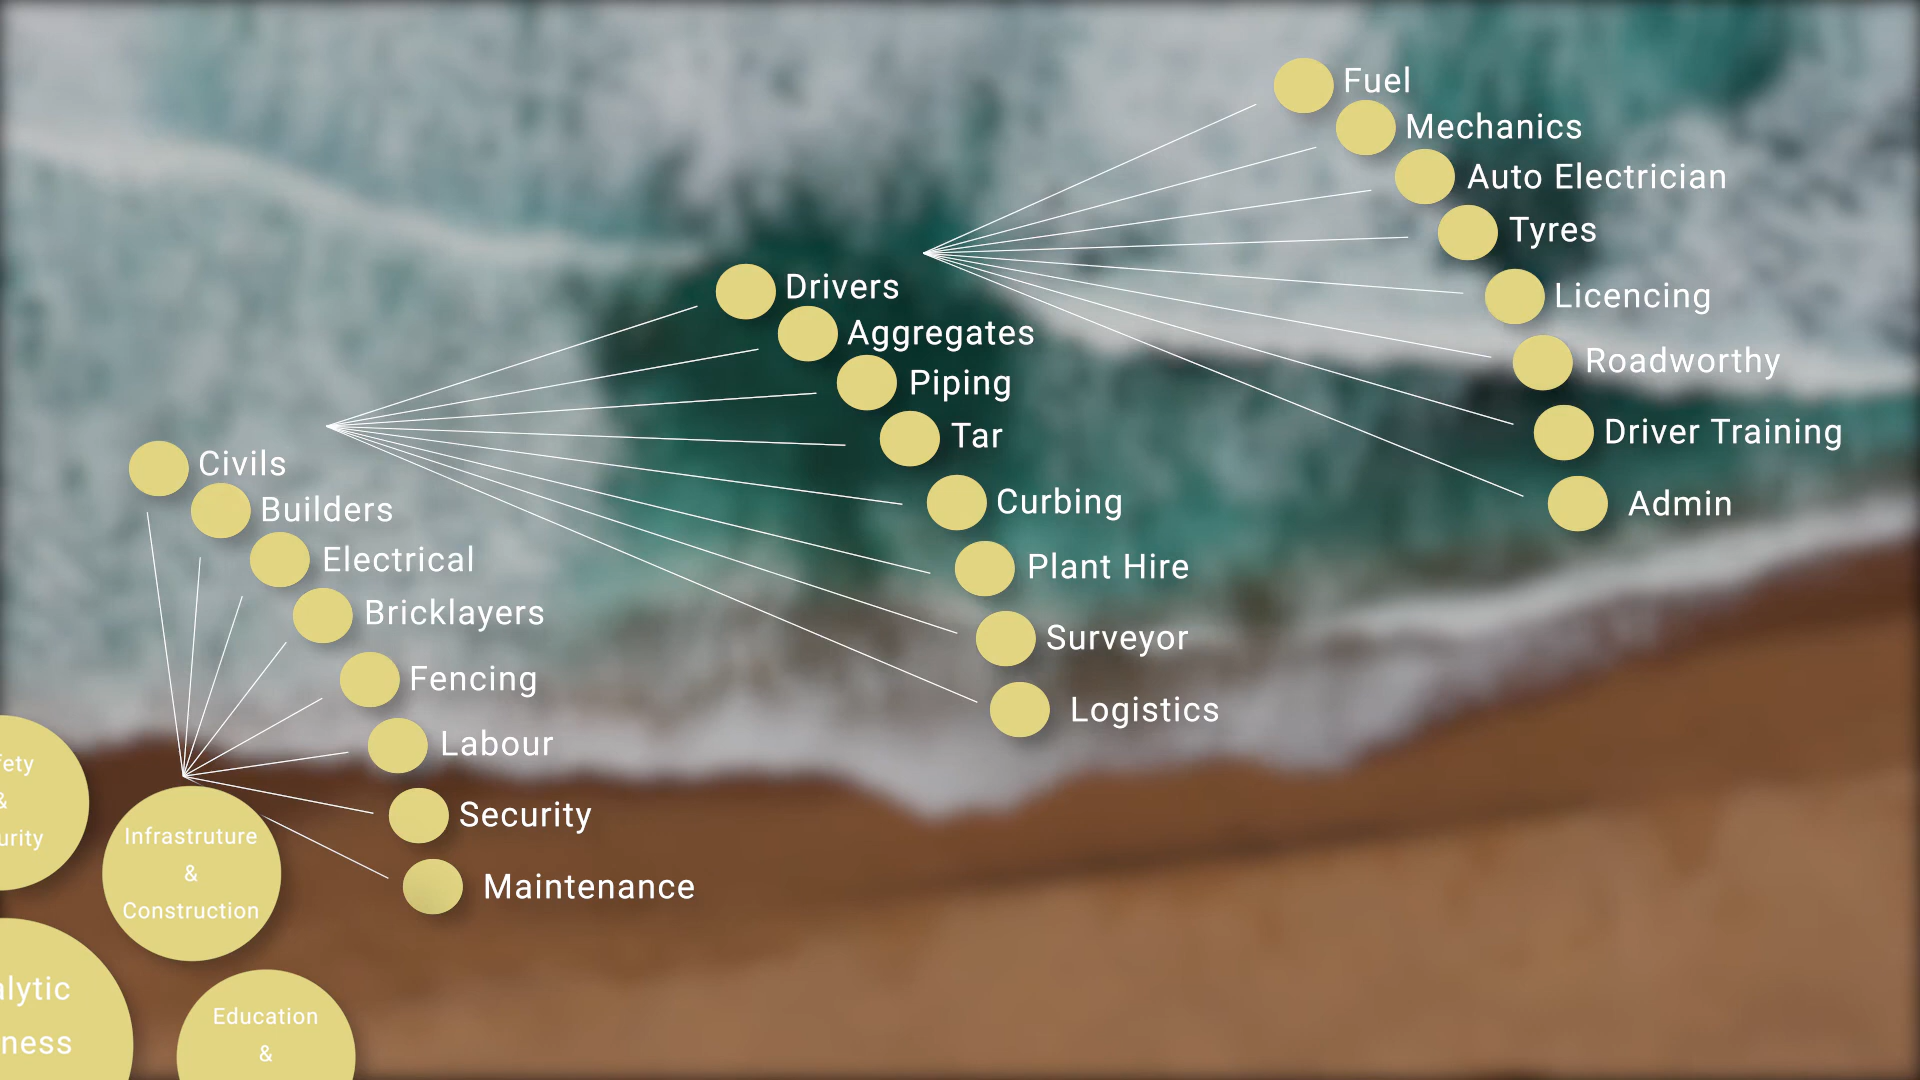 Fuel
Mechanics
Auto Electrician
Tyres
Licencing
Roadworthy
Driver Training
Admin
Drivers
Aggregates
Piping
Tar
Curbing
Plant Hire
Surveyor
Logistics
Civils
Builders
Electrical
Bricklayers
Fencing
Labour
Security
Maintenance
&
Infrastruture
&
Construction
Education
&